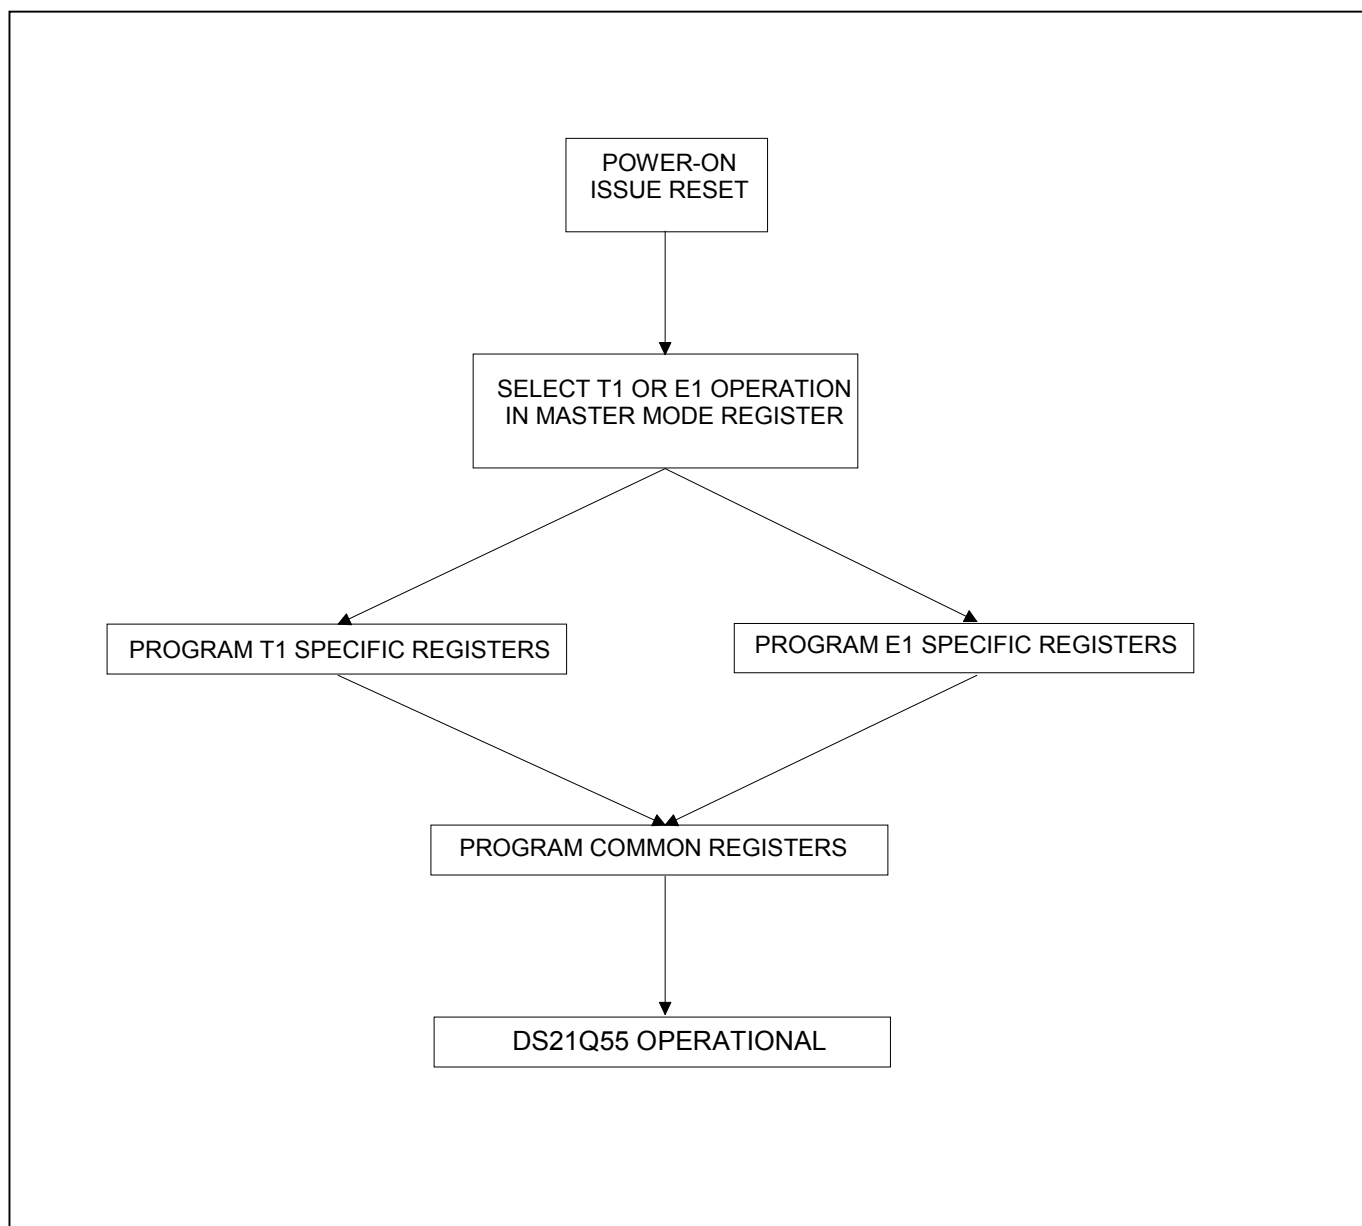 POWER-ON
ISSUE RESET
SELECT T1 OR E1 OPERATION
IN MASTER MODE REGISTER
PROGRAM T1 SPECIFIC REGISTERS
PROGRAM E1 SPECIFIC REGISTERS
PROGRAM COMMON REGISTERS
DS21Q55 OPERATIONAL